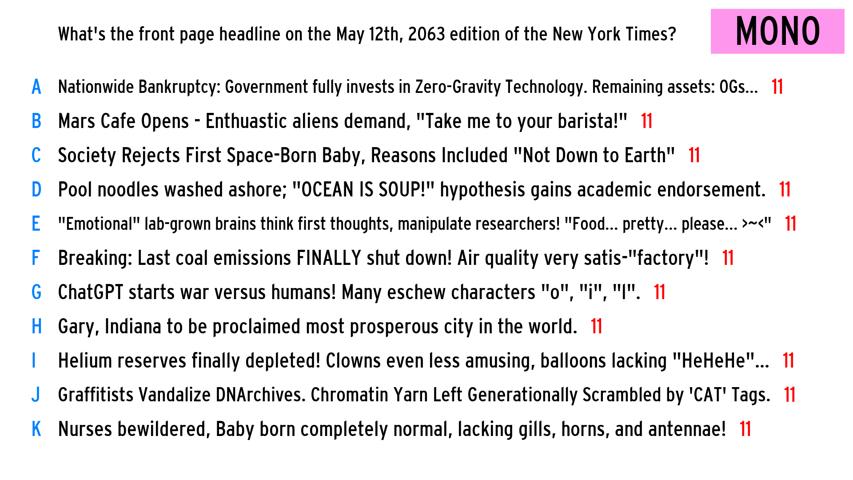 What's the front page headline on the May 12th, 2063 edition of the New York Times?
MONO
A Nationwide Bankruptcy: Government fully invests in Zero-Gravity Technology. Remaining assets: OGs... 11
B Mars Cafe Opens - Enthuastic aliens demand, "Take me to your barista!" 11
C Society Rejects First Space-Born Baby, Reasons Included "Not Down to Earth" 11
D Pool noodles washed ashore; "OCEAN IS SOUP!" hypothesis gains academic endorsement. 11
E "Emotional" lab-grown brains think first thoughts, manipulate researchers! "Food... pretty... please... >~<" 11
F Breaking: Last coal emissions FINALLY shut down! Air quality very satis-"factory"! 11
G ChatGPT starts war versus humans! Many eschew characters "o", "i", "l". 11
H Gary, Indiana to be proclaimed most prosperous city in the world. 11
I Helium reserves finally depleted! Clowns even less amusing, balloons lacking "HeHeHe"... 11
J Graffitists Vandalize DNArchives. Chromatin Yarn Left Generationally Scrambled by 'CAT' Tags. 11
K Nurses bewildered, Baby born completely normal, lacking gills, horns, and antennae! 11